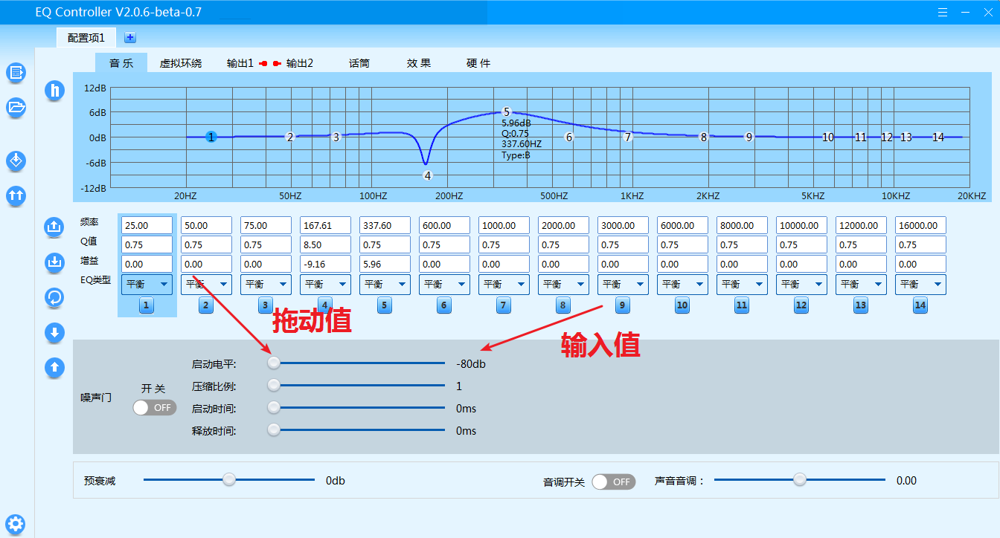 EQ Controller V2.0.6-beta-0.7
配置项1
音 乐 虚拟环绕 输出1 输出2 话筒 效 果 硬 件
h
12dB
6dB
0dB
-6dB
-12dB
1 2 3 4 5 6 7 8 9 10 11 12 13 14
5.96dB
Q:0.75
337.60HZ
Type:B
20HZ 50HZ 100HZ 200HZ 500HZ 1KHZ 2KHZ 5KHZ 10KHZ 20KHZ
频率 25.00 50.00 75.00 167.61 337.60 600.00 1000.00 2000.00 3000.00 6000.00 8000.00 10000.00 12000.00 16000.00
Q值 0.75 0.75 0.75 8.50 0.75 0.75 0.75 0.75 0.75 0.75 0.75 0.75 0.75 0.75
增益 0.00 0.00 0.00 -9.16 5.96 0.00 0.00 0.00 0.00 0.00 0.00 0.00 0.00 0.00
EQ类型 平衡 平衡 平衡 平衡 平衡 平衡 平衡 平衡 平衡 平衡 平衡 平衡 平衡 平衡
1 2 3 4 5 6 7 8 9 10 11 12 13 14
拖动值
输入值
噪声门
开 关
OFF
启动电平: -80db
压缩比例: 1
启动时间: 0ms
释放时间: 0ms
预衰减 0db 音调开关 OFF 声音音调： 0.00